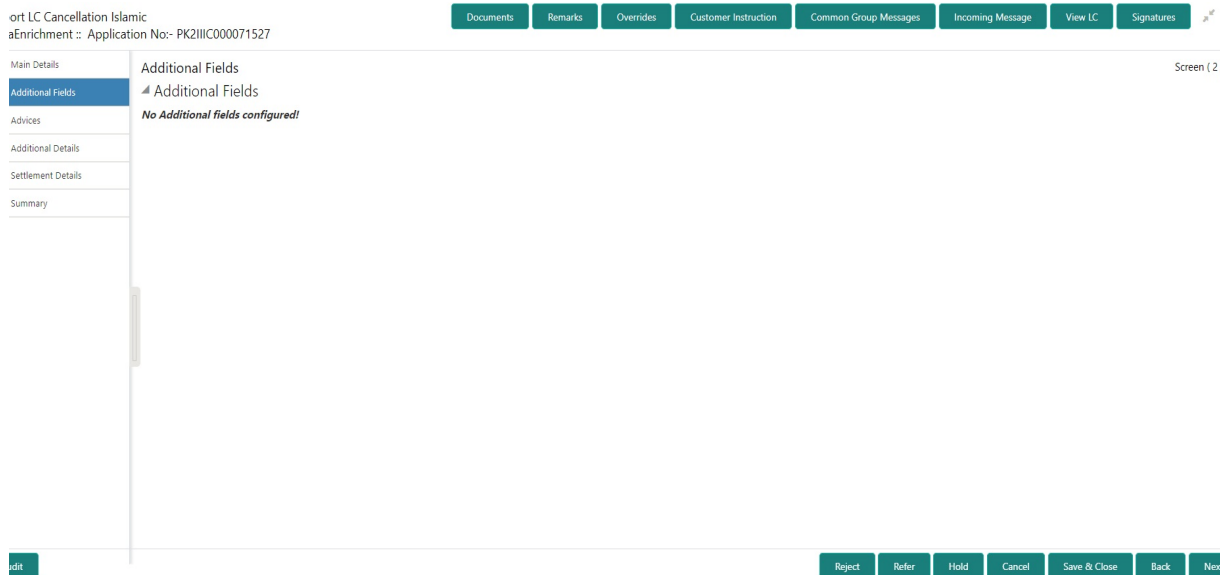 ort LC Cancellation Islamic
aEnrichment :: Application No:- PK2IIIC000071527
Documents Remarks Overrides Customer Instruction Common Group Messages Incoming Message View LC Signatures
Main Details
Additional Fields
Advices
Additional Details
Settlement Details
Summary
Additional Fields
Screen ( 2
Additional Fields
No Additional fields configured!
udit
Reject Refer Hold Cancel Save & Close Back Nex